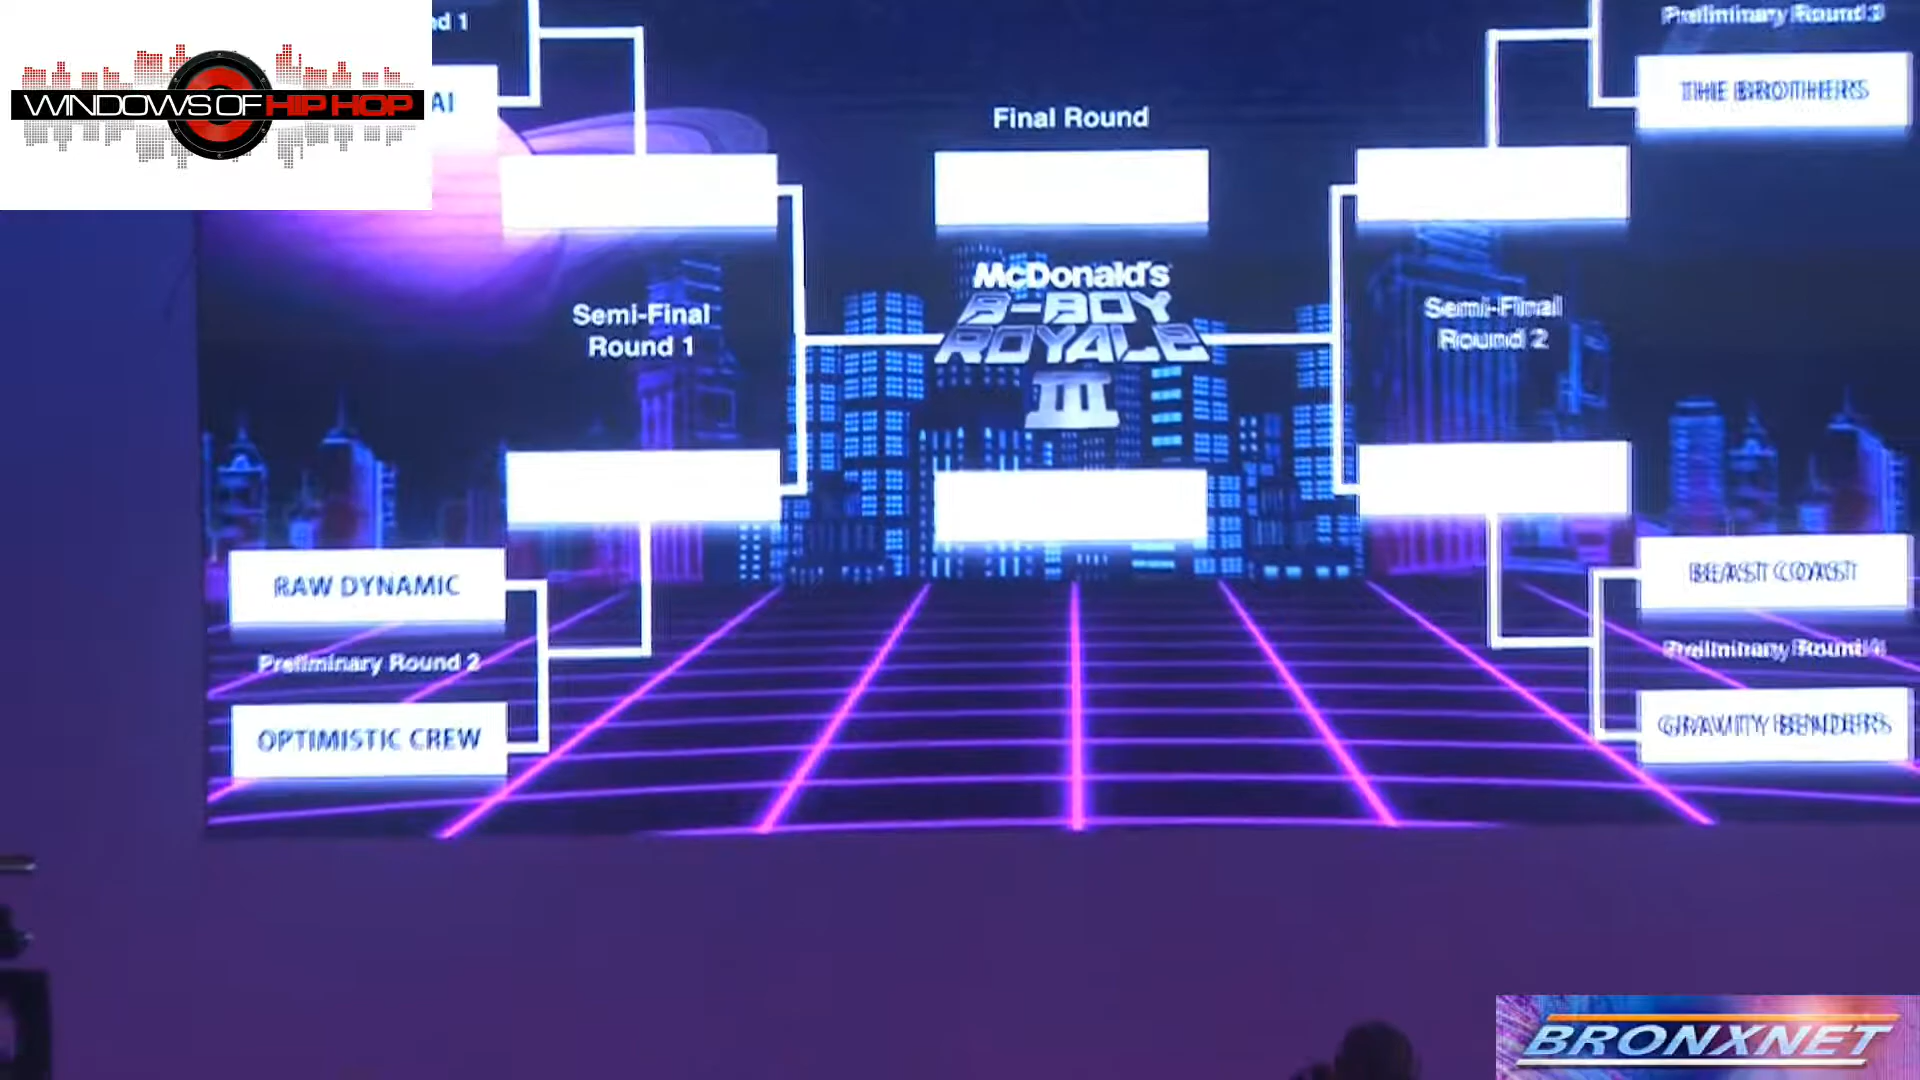 WINDOWS OF HIP HOP
d 1
AI
Final Round
Preliminary Round 3
THE BROTHERS
McDonald's
B-BOY
ROYALE
III
Semi-Final
Round 1
Semi-Final
Round 2
RAW DYNAMIC
Preliminary Round 2
OPTIMISTIC CREW
BEAST COAST
Preliminary Round 4
GRAVITY BENDERS
BRONXNET